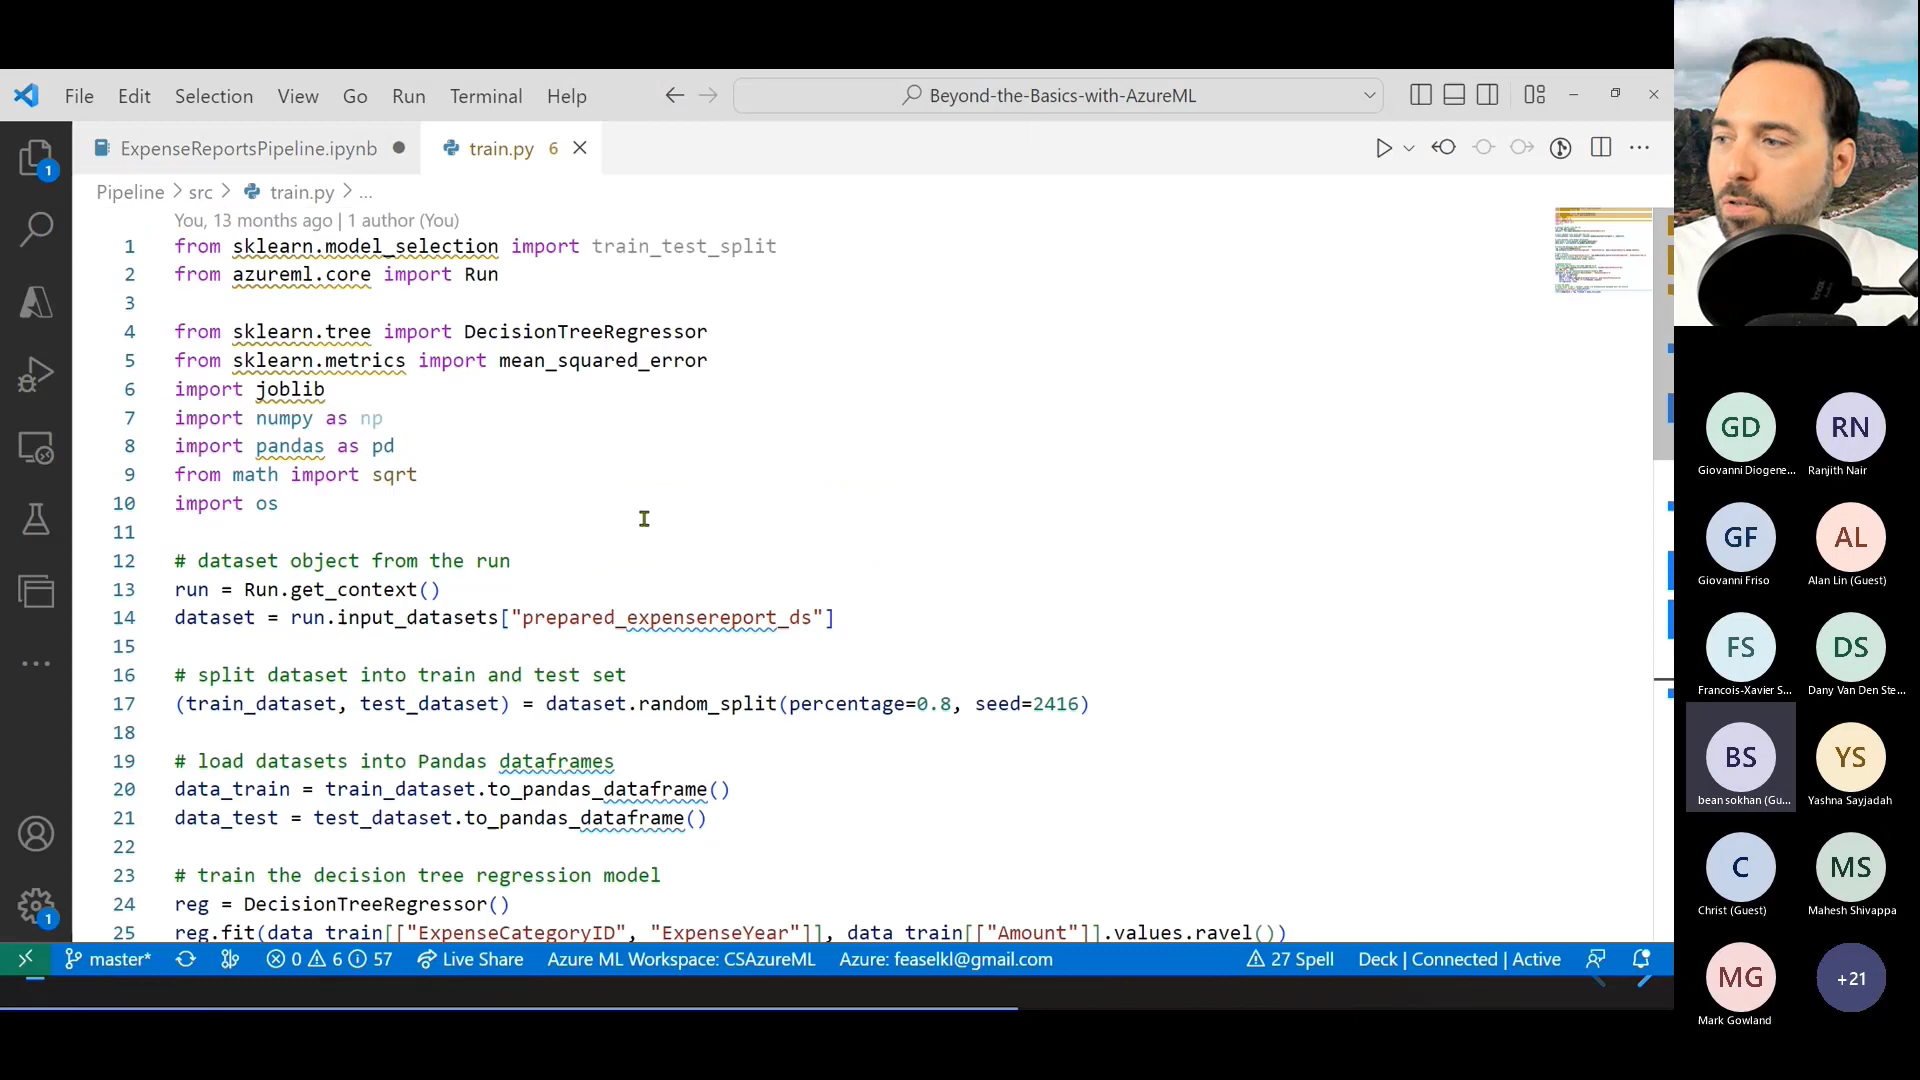 File Edit Selection View Go Run Terminal Help
Beyond-the-Basics-with-AzureML
ExpenseReportsPipeline.ipynb
train.py 6
Pipeline > src > train.py > ...
You, 13 months ago | 1 author (You)
1 from sklearn.model_selection import train_test_split
2 from azureml.core import Run
3
4 from sklearn.tree import DecisionTreeRegressor
5 from sklearn.metrics import mean_squared_error
6 import joblib
7 import numpy as np
8 import pandas as pd
9 from math import sqrt
10 import os
11
12 # dataset object from the run
13 run = Run.get_context()
14 dataset = run.input_datasets["prepared_expensereport_ds"]
15
16 # split dataset into train and test set
17 (train_dataset, test_dataset) = dataset.random_split(percentage=0.8, seed=2416)
18
19 # load datasets into Pandas dataframes
20 data_train = train_dataset.to_pandas_dataframe()
21 data_test = test_dataset.to_pandas_dataframe()
22
23 # train the decision tree regression model
24 reg = DecisionTreeRegressor()
25 reg.fit(data_train[["ExpenseCategoryID", "ExpenseYear"]], data_train[["Amount"]].values.ravel())
1
1
master* 0 6 57 Live Share Azure ML Workspace: CSAzureML Azure: feaselkl@gmail.com 27 Spell Deck | Connected | Active
GD RN
Giovanni Diogene... Ranjith Nair
GF AL
Giovanni Friso Alan Lin (Guest)
FS DS
Francois-Xavier S... Dany Van Den Ste...
BS YS
bean sokhan (Gu... Yashna Sayjadah
C MS
Christ (Guest) Mahesh Shivappa
MG +21
Mark Gowland